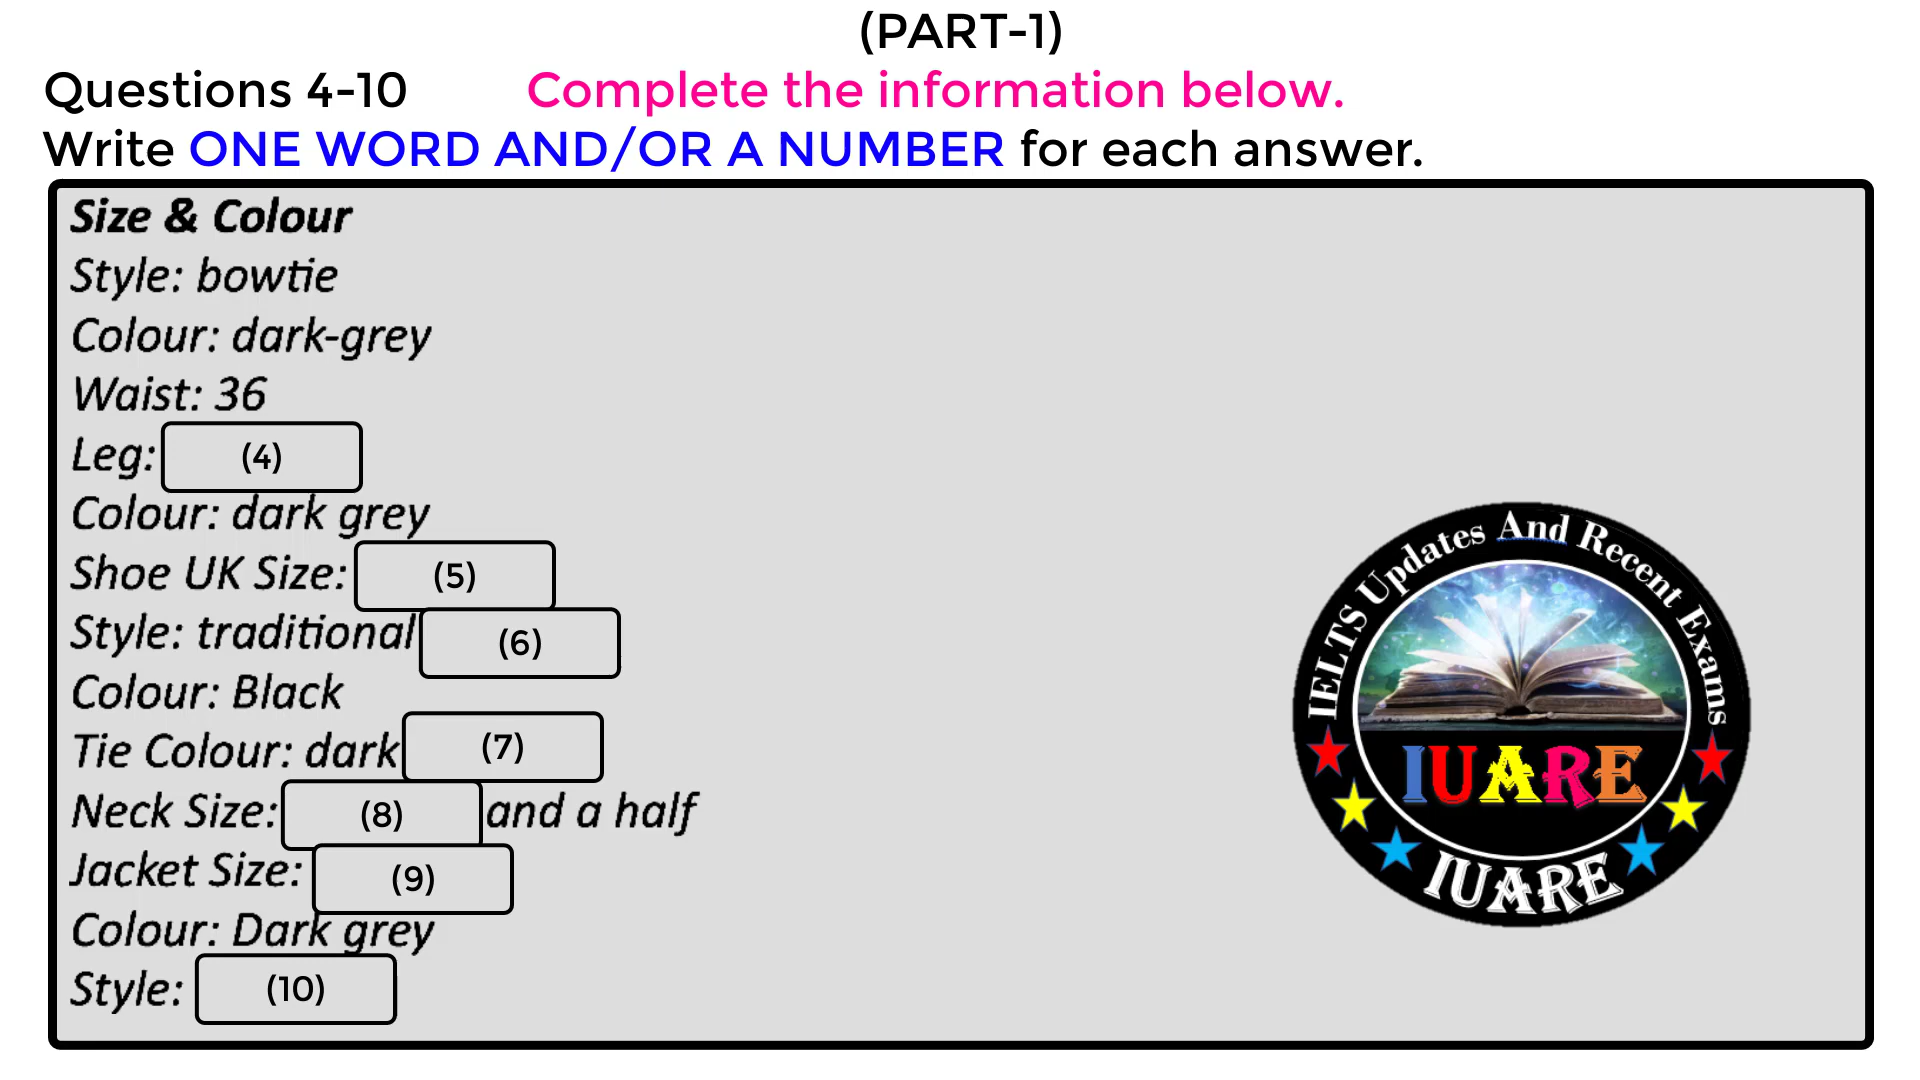 (PART-1)
Questions 4-10 Complete the information below.
Write ONE WORD AND/OR A NUMBER for each answer.
Size & Colour
Style: bowtie
Colour: dark-grey
Waist: 36
Leg: (4)
Colour: dark grey
Shoe UK Size: (5)
Style: traditional (6)
Colour: Black
Tie Colour: dark (7)
Neck Size: (8) and a half
Jacket Size: (9)
Colour: Dark grey
Style: (10)
IELTS Updates And Recent Exams
IUARE
IUARE